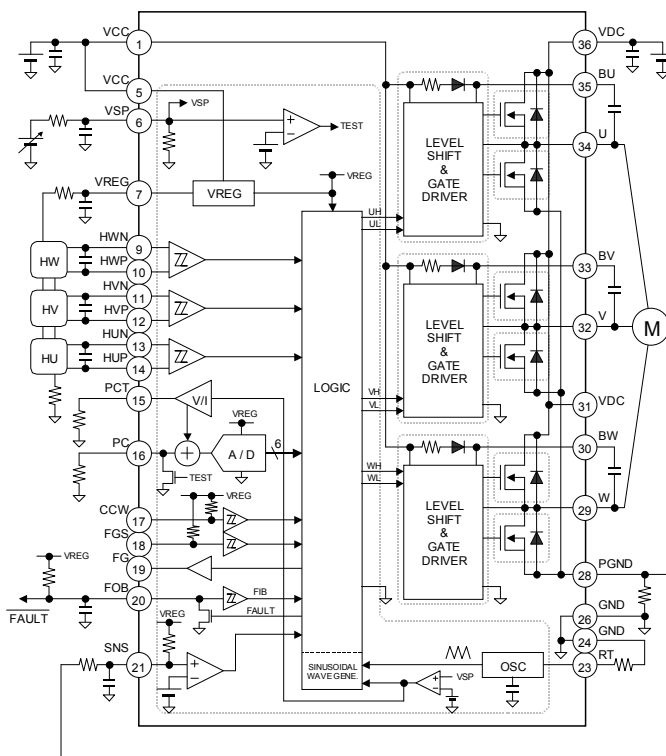 VCC
1
VCC
5
VSP
6
VSP
TEST
VREG
7
VREG
VREG
HW
HWN
9
HWP
10
HV
HVN
11
HVP
12
HU
HUN
13
HUP
14
PCT
15
V/I
VREG
PC
16
+
A / D
6
TEST
VREG
CCW
17
FGS
18
VREG
FG
19
FOB
20
FIB
FAULT
FAULT
VREG
SNS
21
LOGIC
SINUSOIDAL
WAVE GENE.
UH
UL
LEVEL
SHIFT
&
GATE
DRIVER
VH
VL
LEVEL
SHIFT
&
GATE
DRIVER
WH
WL
LEVEL
SHIFT
&
GATE
DRIVER
OSC
VSP
VDC
36
BU
35
U
34
BV
33
V
32
M
VDC
31
BW
30
W
29
PGND
28
GND
26
GND
24
RT
23